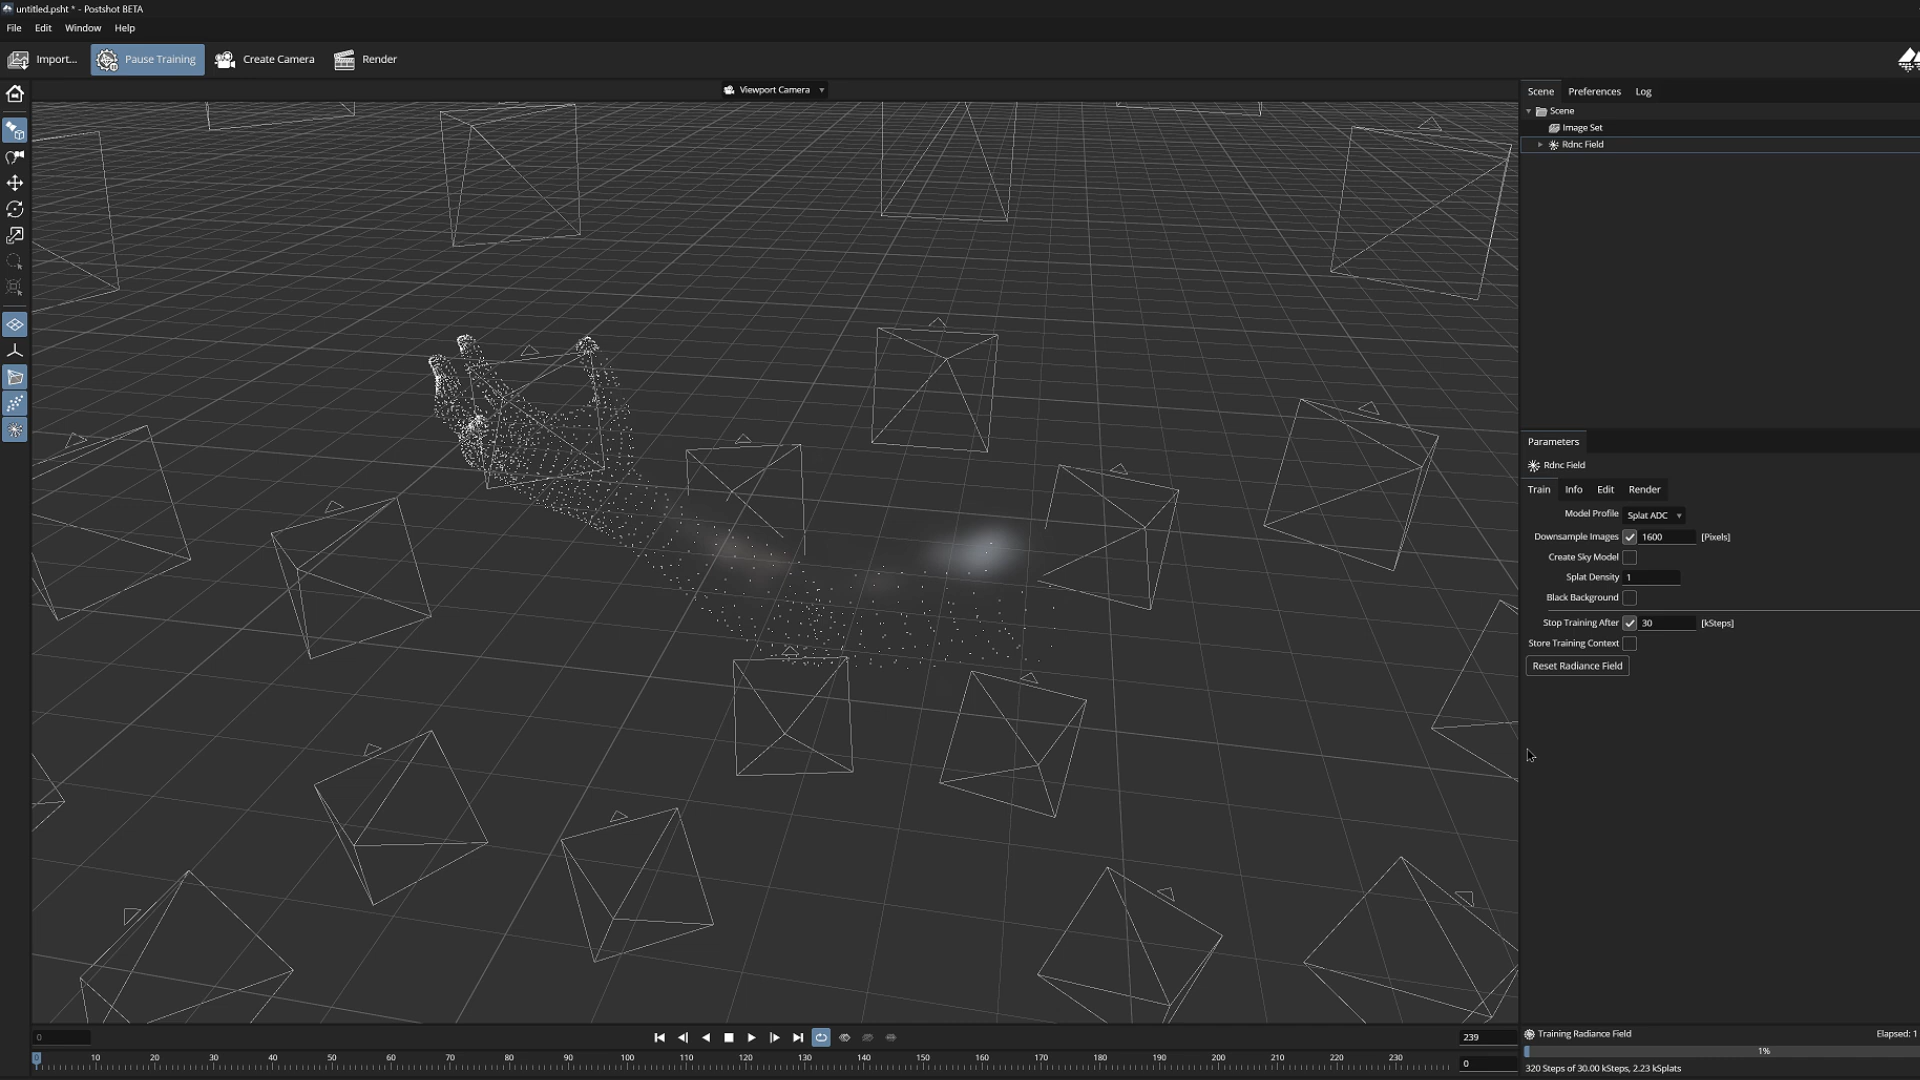 untitled.psht * - Postshot BETA
File Edit Window Help
Import... Pause Training Create Camera Render
Viewport Camera
Scene Preferences Log
Scene
Image Set
Rdnc Field
Parameters
Rdnc Field
Train Info Edit Render
Model Profile Splat ADC
Downsample Images 1600 [Pixels]
Create Sky Model
Splat Density 1
Black Background
Stop Training After 30 [kSteps]
Store Training Context
Reset Radiance Field
0 239
0 10 20 30 40 50 60 70 80 90 100 110 120 130 140 150 160 170 180 190 200 210 220 230 0
Training Radiance Field Elapsed: 1
1%
320 Steps of 30.00 kSteps, 2.23 kSplats